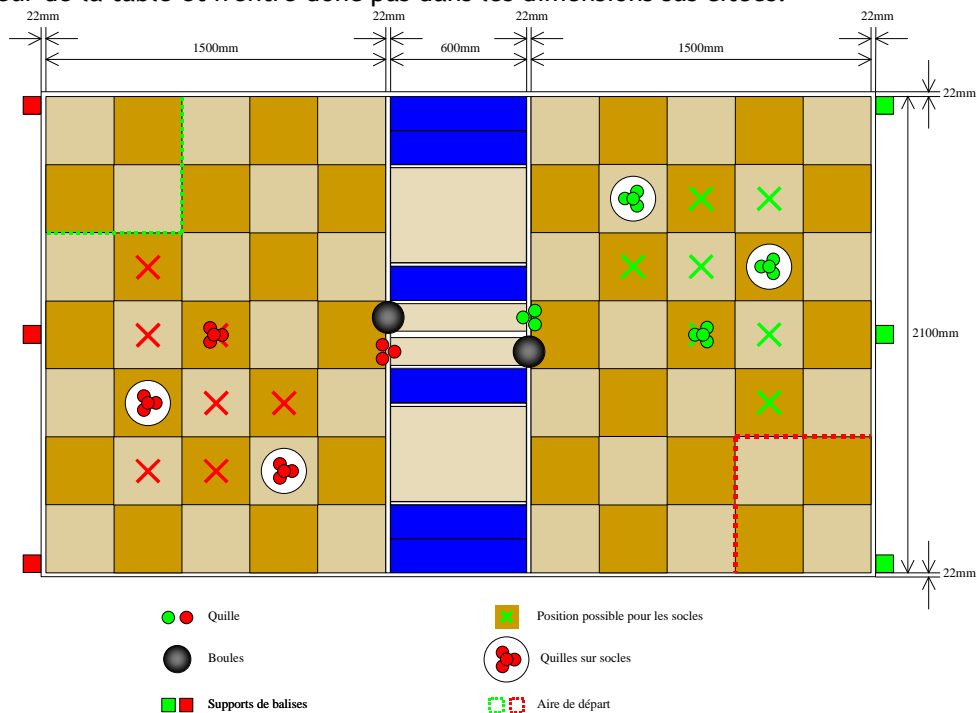 de la table et n'entre donc pas dans les dimensions sus-citées.
22mm 22mm 22mm 22mm
1500mm 600mm 1500mm
22mm
2100mm
22mm
Quille Position possible pour les socles
Boules Quilles sur socles
Supports de balises Aire de départ